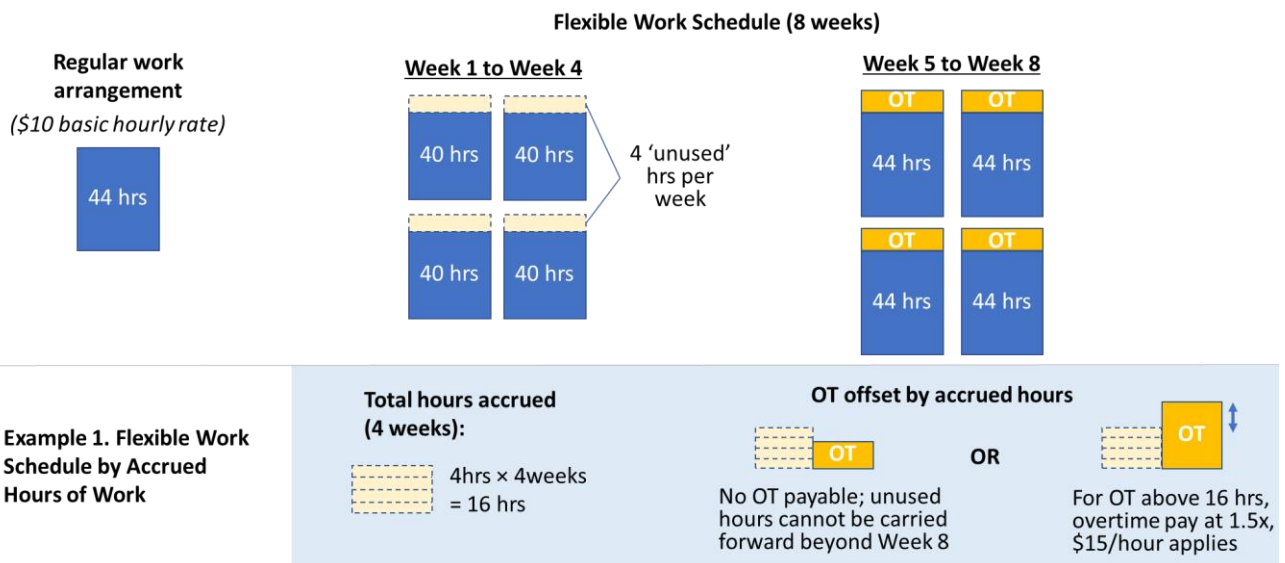 Flexible Work Schedule (8 weeks)
Regular work
arrangement
($10 basic hourly rate)
44 hrs
Week 1 to Week 4
40 hrs
40 hrs
40 hrs
40 hrs
4 ‘unused’
hrs per
week
Week 5 to Week 8
OT
OT
44 hrs
44 hrs
OT
OT
44 hrs
44 hrs
Example 1. Flexible Work
Schedule by Accrued
Hours of Work
Total hours accrued
(4 weeks):
4hrs × 4weeks
= 16 hrs
OT offset by accrued hours
OT
No OT payable; unused
hours cannot be carried
forward beyond Week 8
OR
OT
For OT above 16 hrs,
overtime pay at 1.5x,
$15/hour applies